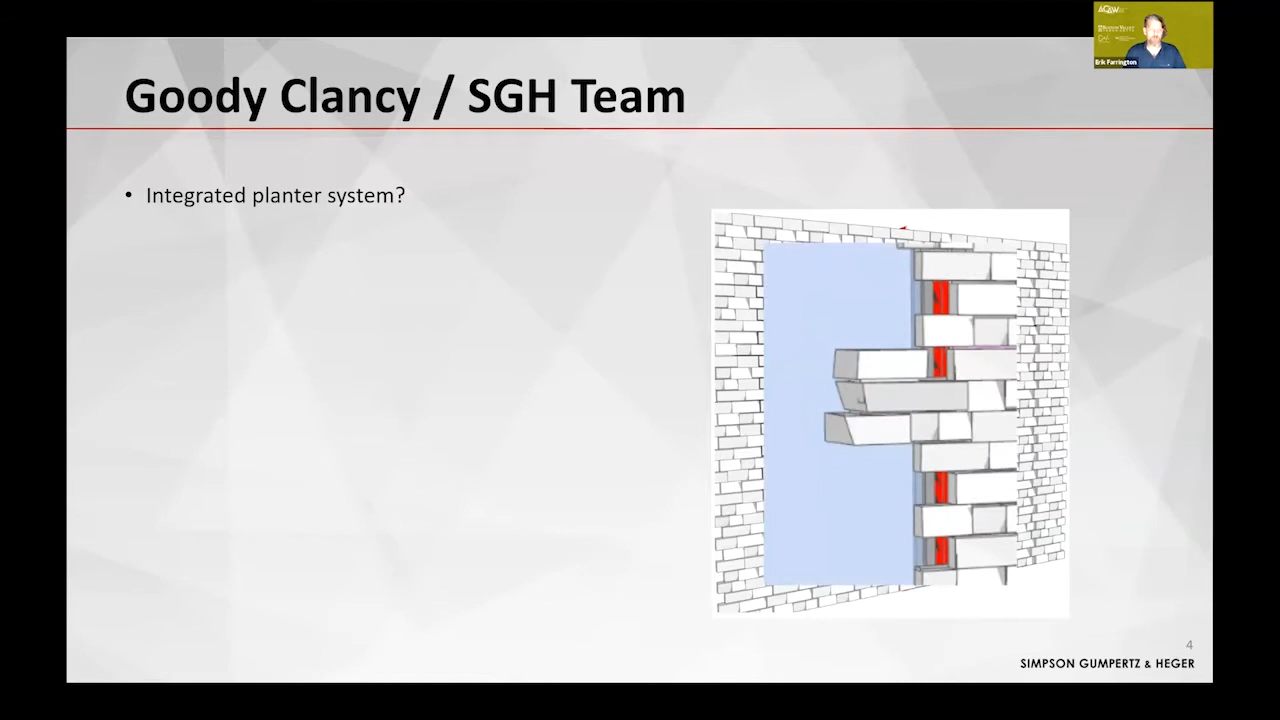 Goody Clancy / SGH Team
• Integrated planter system?
Erik Farrington
4
SIMPSON GUMPERTZ & HEGER